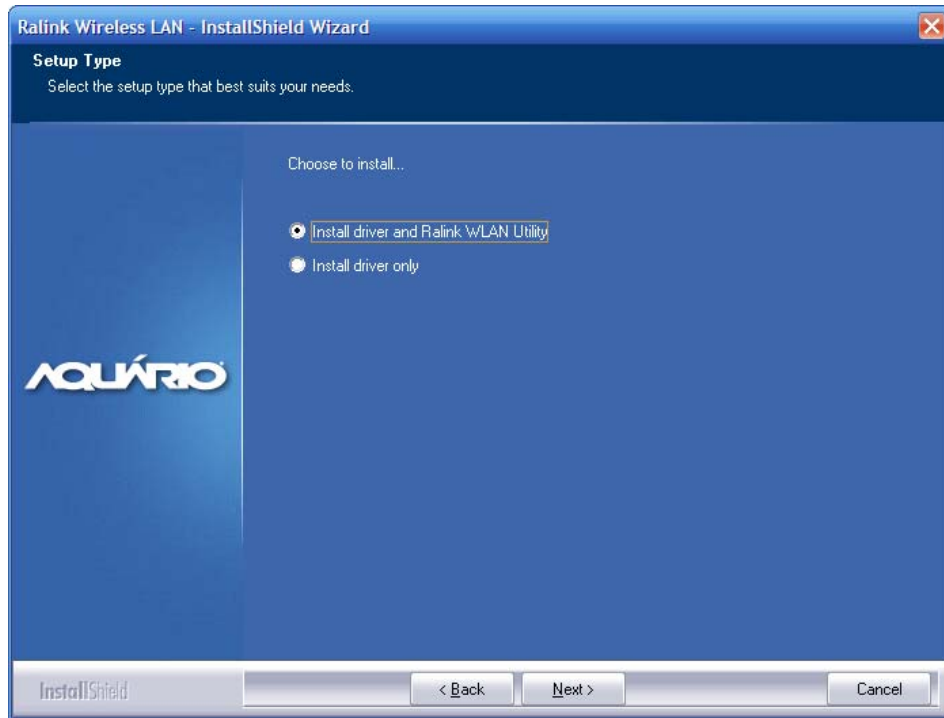 Ralink Wireless LAN - InstallShield Wizard
Setup Type
Select the setup type that best suits your needs.
Choose to install...
Install driver and Ralink WLAN Utility
Install driver only
AQUÁRIO
InstallShield
< Back
Next >
Cancel